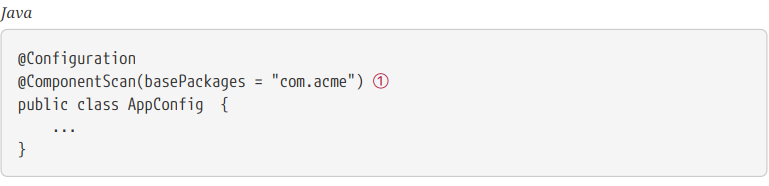 Java
@Configuration
@ComponentScan(basePackages = "com.acme") ①
public class AppConfig  {
    ...
}